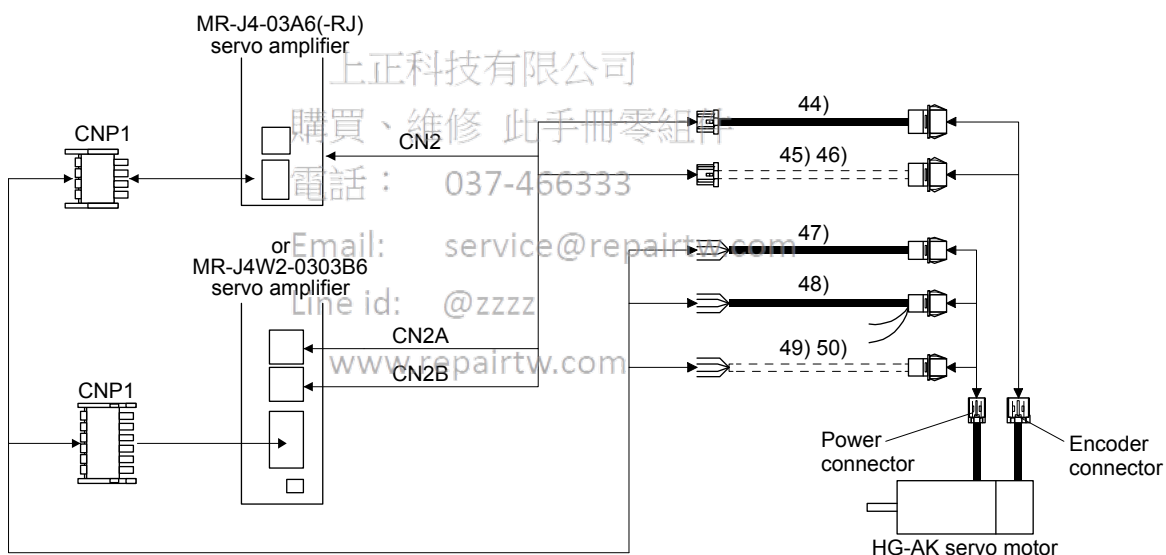 MR-J4-03A6(-RJ)
servo amplifier
上正科技有限公司
購買、維修 此手冊零組件
電話： 037-466333
Email: service@repairtw.com
Line id: @zzzz
www.repairtw.com
CNP1
CN2
44)
45) 46)
47)
or
MR-J4W2-0303B6
servo amplifier
48)
CN2A
49) 50)
CN2B
CNP1
Power
connector
Encoder
connector
HG-AK servo motor